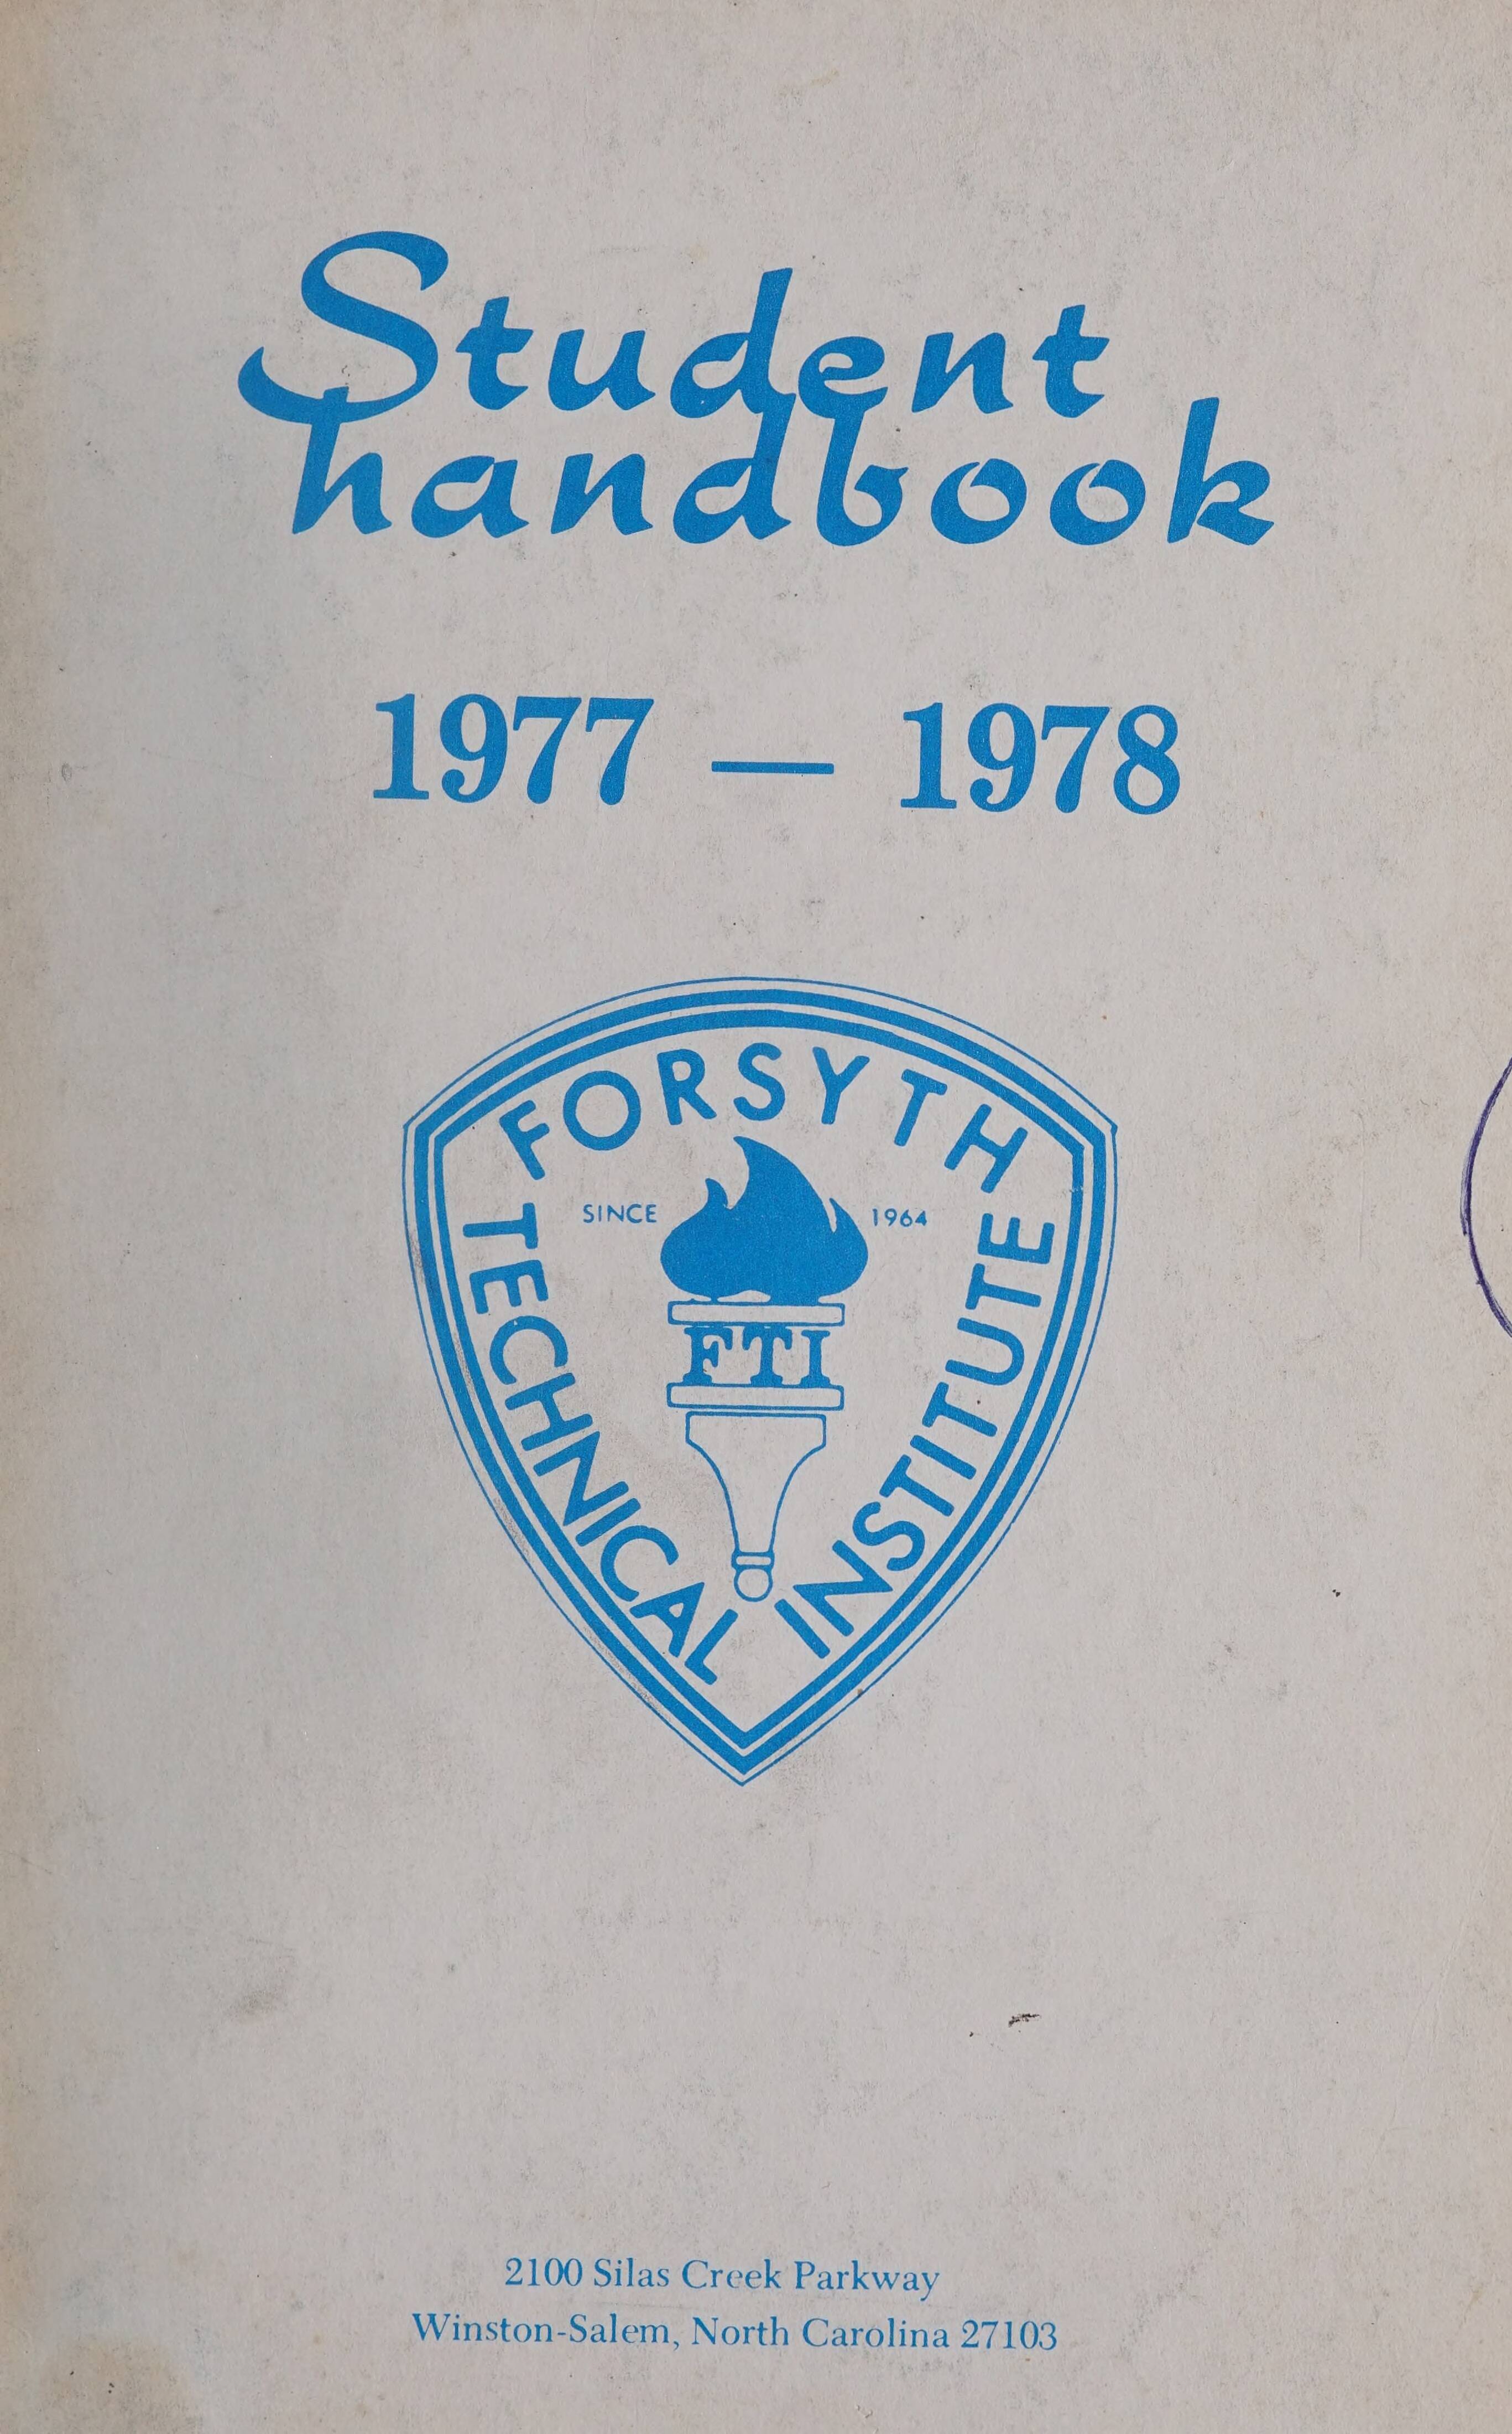 Student
handbook
1977 — 1978
FORSYTH
TECHNICAL
INSTITUTE
SINCE 1964
FTI
2100 Silas Creek Parkway
Winston-Salem, North Carolina 27103